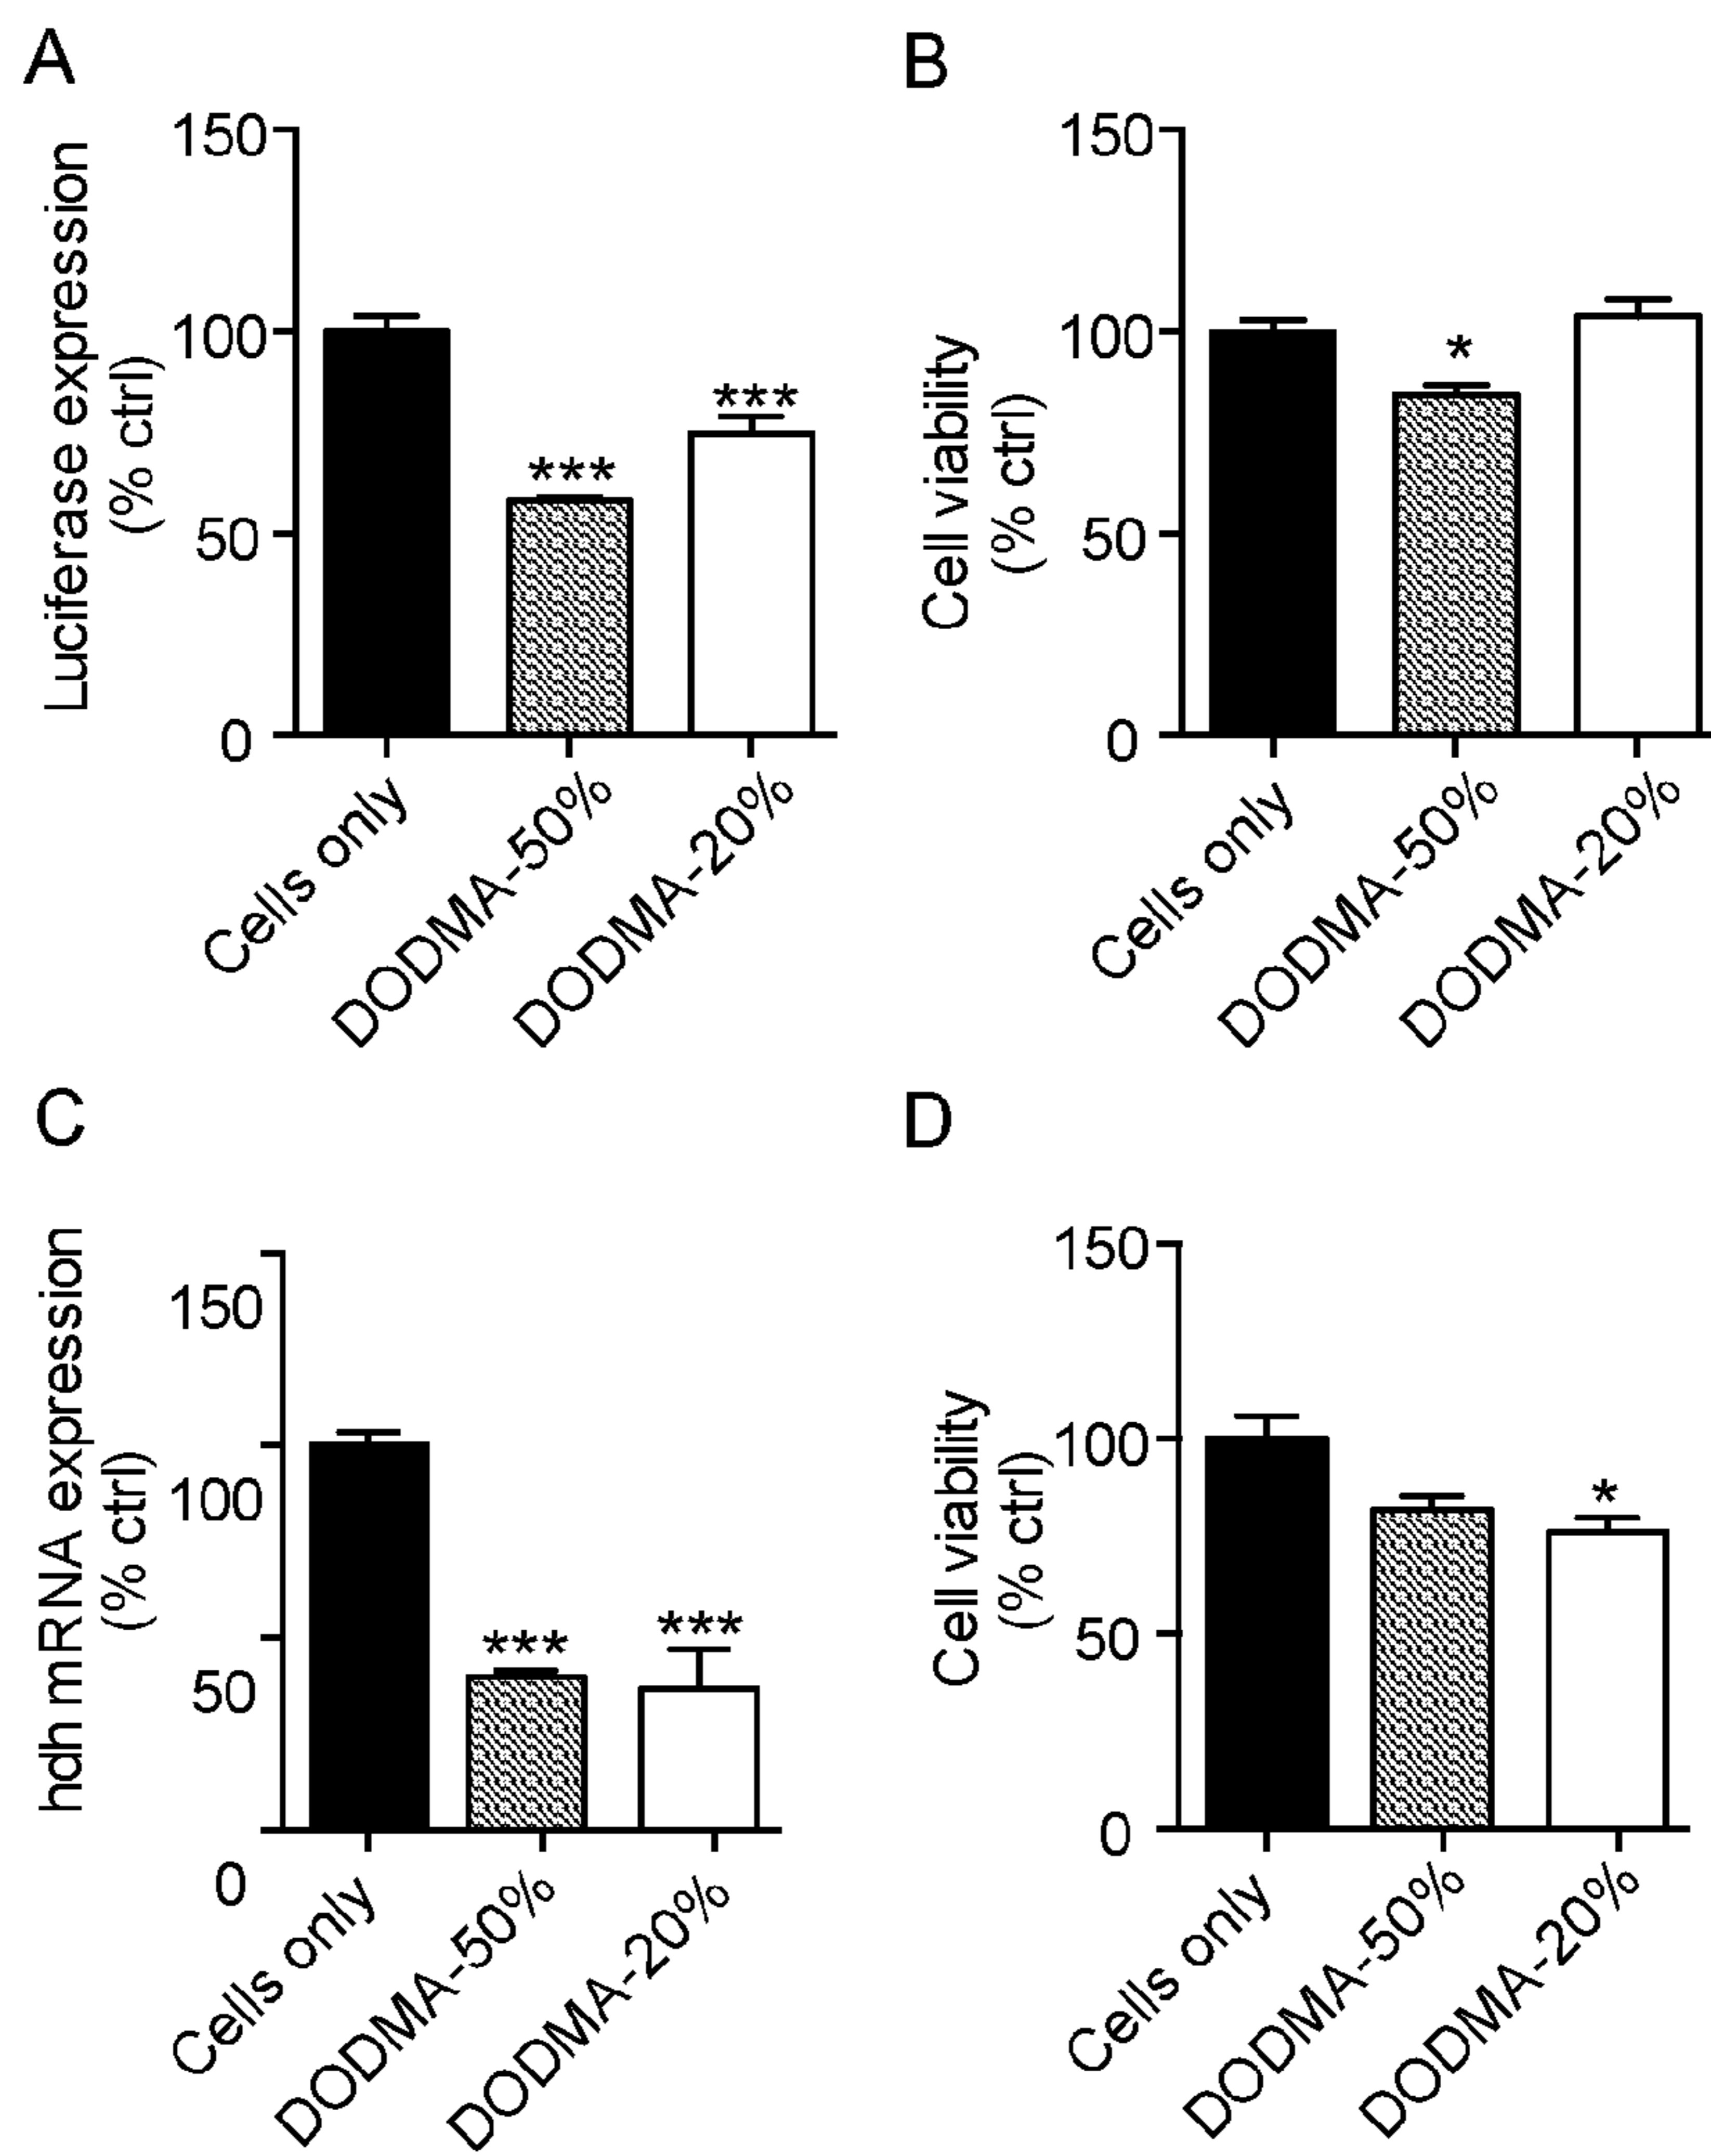 A
Luciferase expression
(% ctrl)
150
100
50
0
***
***
Cells only
DODMA-50%
DODMA-20%
B
Cell viability
(% ctrl)
150
100
50
0
*
Cells only
DODMA-50%
DODMA-20%
C
hdh mRNA expression
(% ctrl)
150
100
50
0
***
***
Cells only
DODMA-50%
DODMA-20%
D
Cell viability
(% ctrl)
150
100
50
0
*
Cells only
DODMA-50%
DODMA-20%